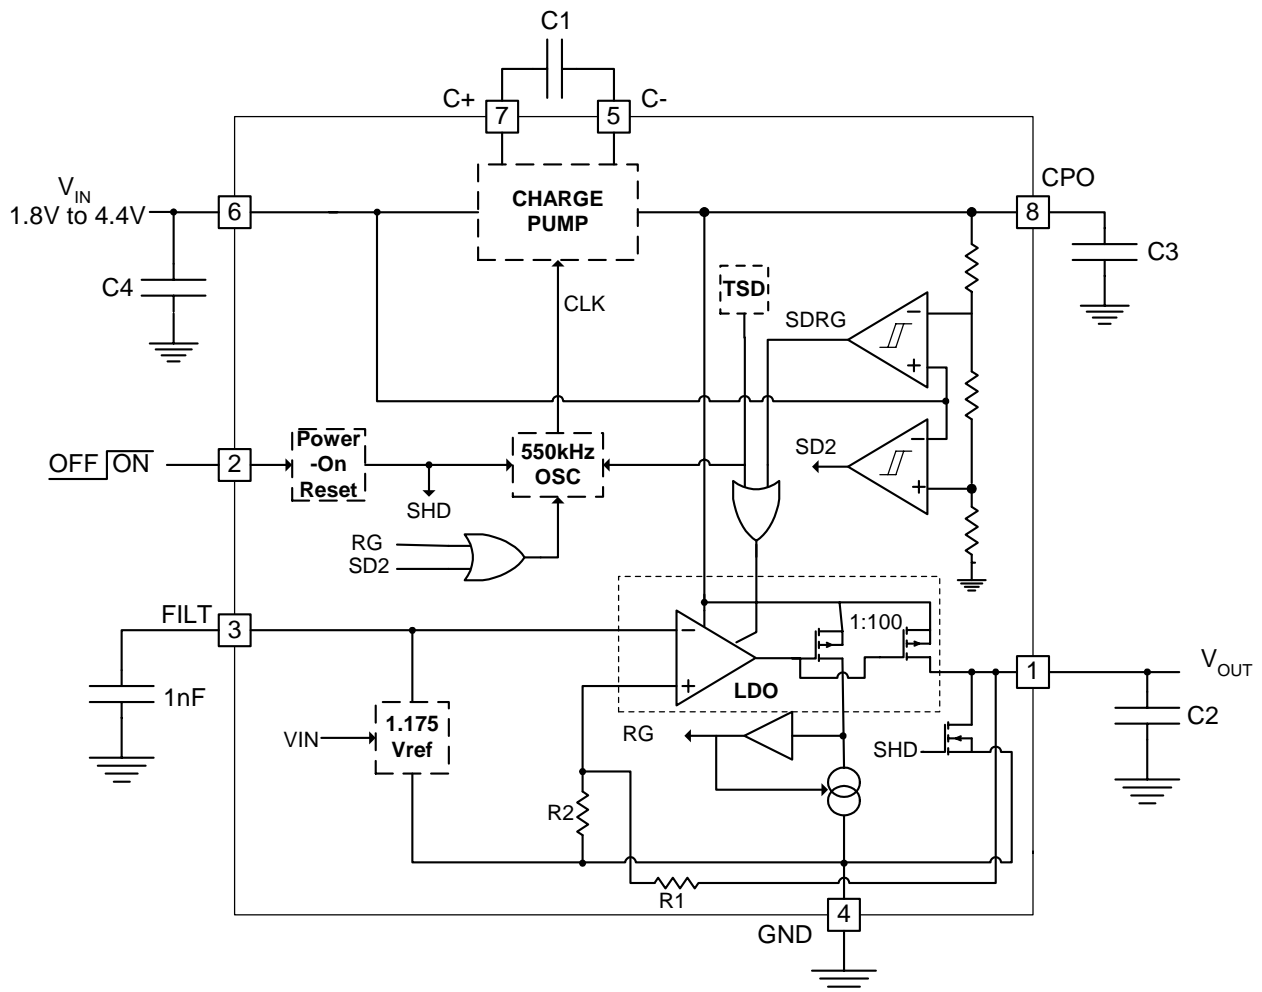 C1
C+
7
5
C-
V_IN
1.8V to 4.4V
6
CHARGE
PUMP
CPO
8
C3
C4
CLK
TSD
SDRG
−
+
OFF ON
2
Power
-On
Reset
550kHz
OSC
SD2
−
+
SHD
RG
SD2
FILT
3
1:100
−
+
LDO
1
V_OUT
1nF
1.175
Vref
VIN
RG
SHD
C2
R2
R1
4
GND